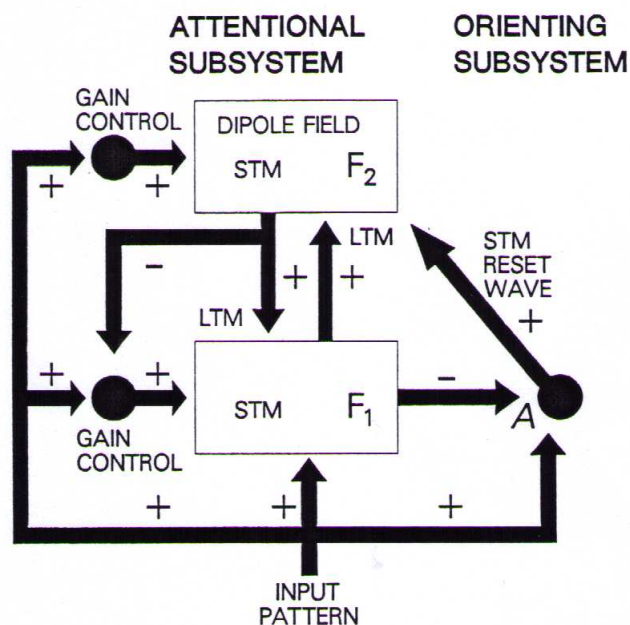 ATTENTIONAL
SUBSYSTEM
ORIENTING
SUBSYSTEM
GAIN
CONTROL
DIPOLE FIELD
STM F₂
+ +
LTM
STM
RESET
WAVE
−
+ +
+
LTM
+ +
STM F₁
−
A
GAIN
CONTROL
+ + +
INPUT
PATTERN